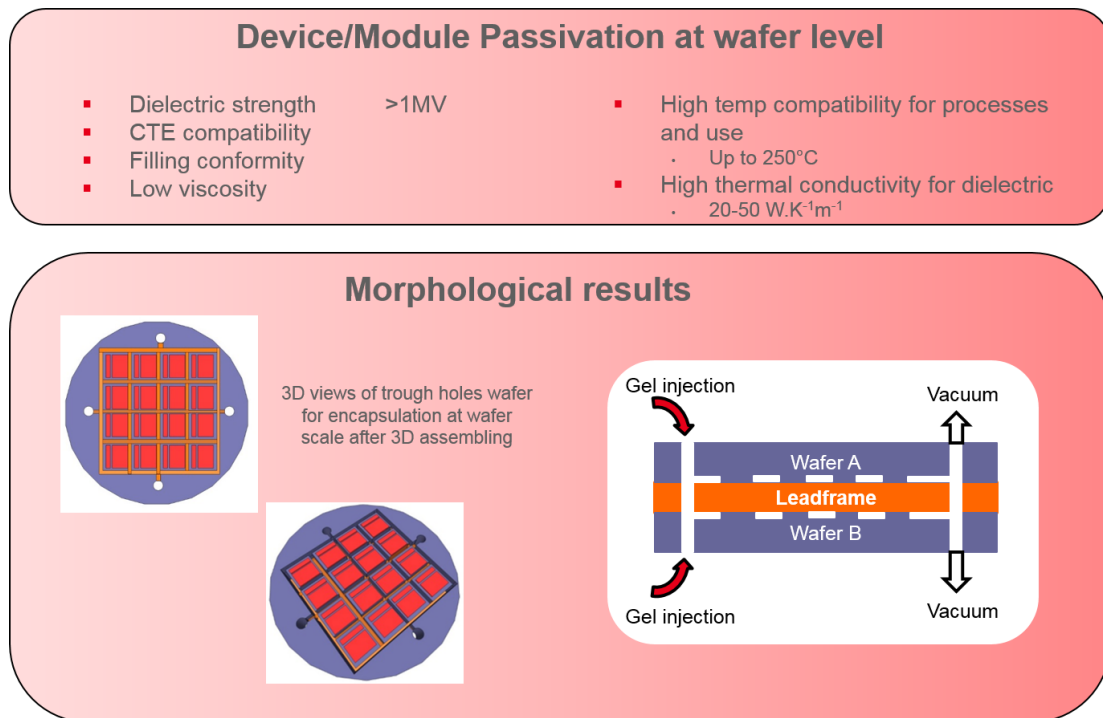 Device/Module Passivation at wafer level
▪ Dielectric strength >1MV
▪ CTE compatibility
▪ Filling conformity
▪ Low viscosity
▪ High temp compatibility for processes
and use
· Up to 250°C
▪ High thermal conductivity for dielectric
· 20-50 W.K⁻¹m⁻¹
Morphological results
3D views of trough holes wafer
for encapsulation at wafer
scale after 3D assembling
Gel injection
Vacuum
Wafer A
Leadframe
Wafer B
Gel injection
Vacuum